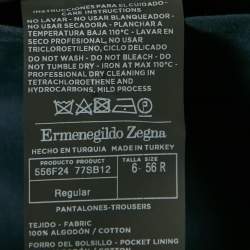 INSTRUCCIONES PARA EL CUIDADO-
CARE INSTRUCTIONS
NO LAVAR - NO USAR BLANQUEADOR
- NO USAR SECADORA - PLANCHAR A
TEMPERATURA BAJA 110°C - LAVADO EN
SECO PROFESIONAL, NO USAR
TRICLOROETILENO, CICLO DELICADO
DO NOT WASH - DO NOT BLEACH - DO
NOT TUMBLE DRY - IRON AT MAX 110°C -
PROFESSIONAL DRY CLEANING IN
TETRACHLOROETHENE AND
HYDROCARBONS, MILD PROCESS
Ermenegildo Zegna
HECHO EN TURQUIA MADE IN TURKEY
PRODUCTO PRODUCT TALLA SIZE
556F24 77SB12 6- 56 R
Regular
PANTALONES-TROUSERS
TEJIDO - FABRIC
100% ALGODÓN / COTTON
FORRO DEL BOLSILLO - POCKET LINING
100% ALGODÓN / COTTON